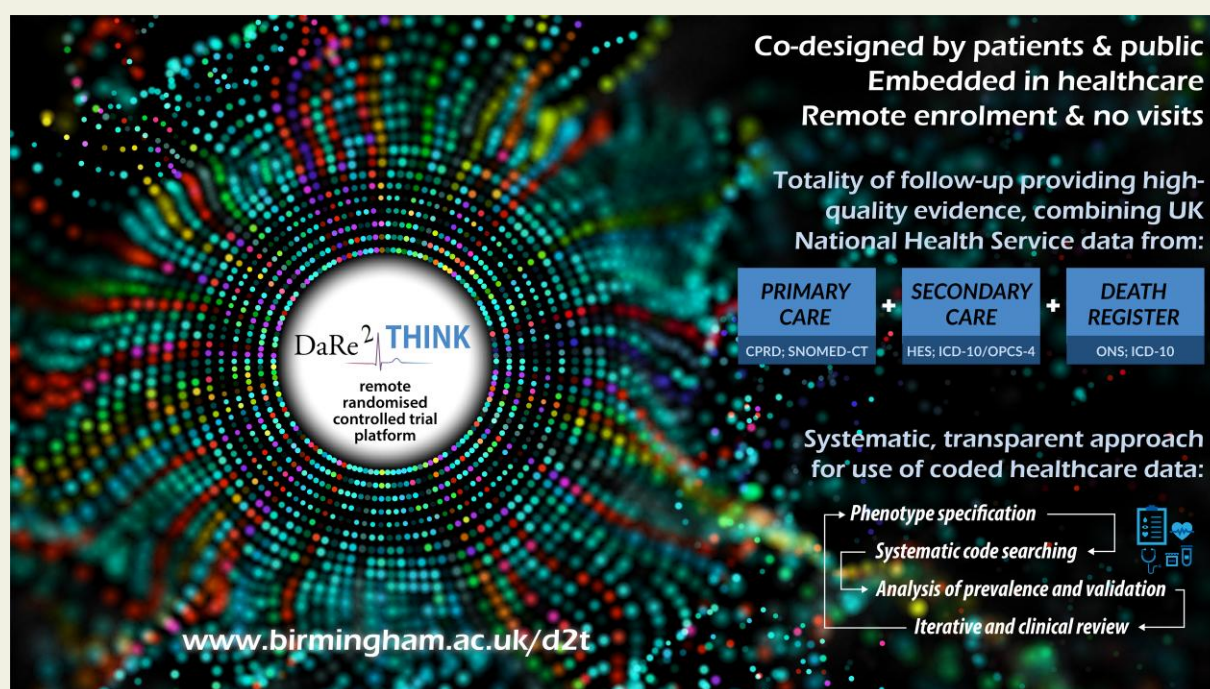 Co-designed by patients & public
Embedded in healthcare
Remote enrolment & no visits
Totality of follow-up providing high-
quality evidence, combining UK
National Health Service data from:
PRIMARY
CARE
CPRD; SNOMED-CT
+
SECONDARY
CARE
HES; ICD-10/OPCS-4
+
DEATH
REGISTER
ONS; ICD-10
DaRe2 THINK
remote
randomised
controlled trial
platform
Systematic, transparent approach
for use of coded healthcare data:
Phenotype specification
Systematic code searching
Analysis of prevalence and validation
Iterative and clinical review
www.birmingham.ac.uk/d2t